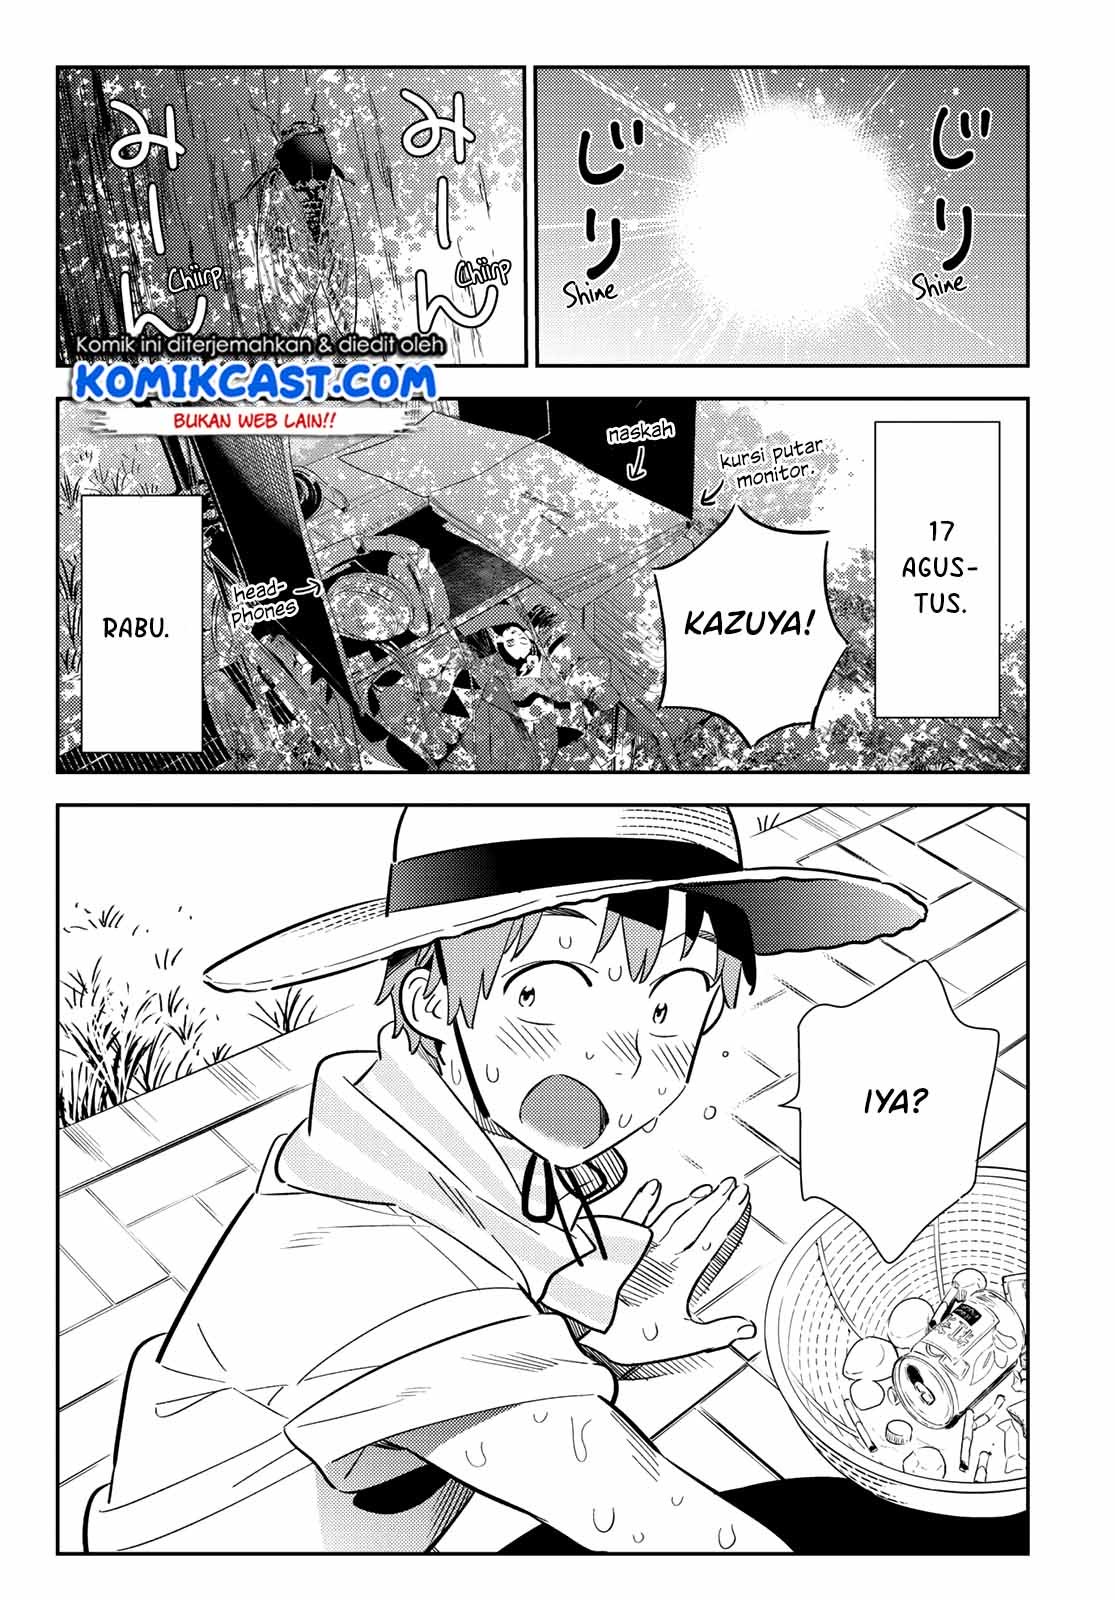 じりじり
Shine
Shine
みーんみーん
Chiirp
Chiirp
Komik ini diterjemahkan & diedit oleh
KOMIKCAST.COM
BUKAN WEB LAIN!!
17
AGUS-
TUS.
naskah
kursi putar
monitor.
KAZUYA!
head-
phones
RABU.
IYA?